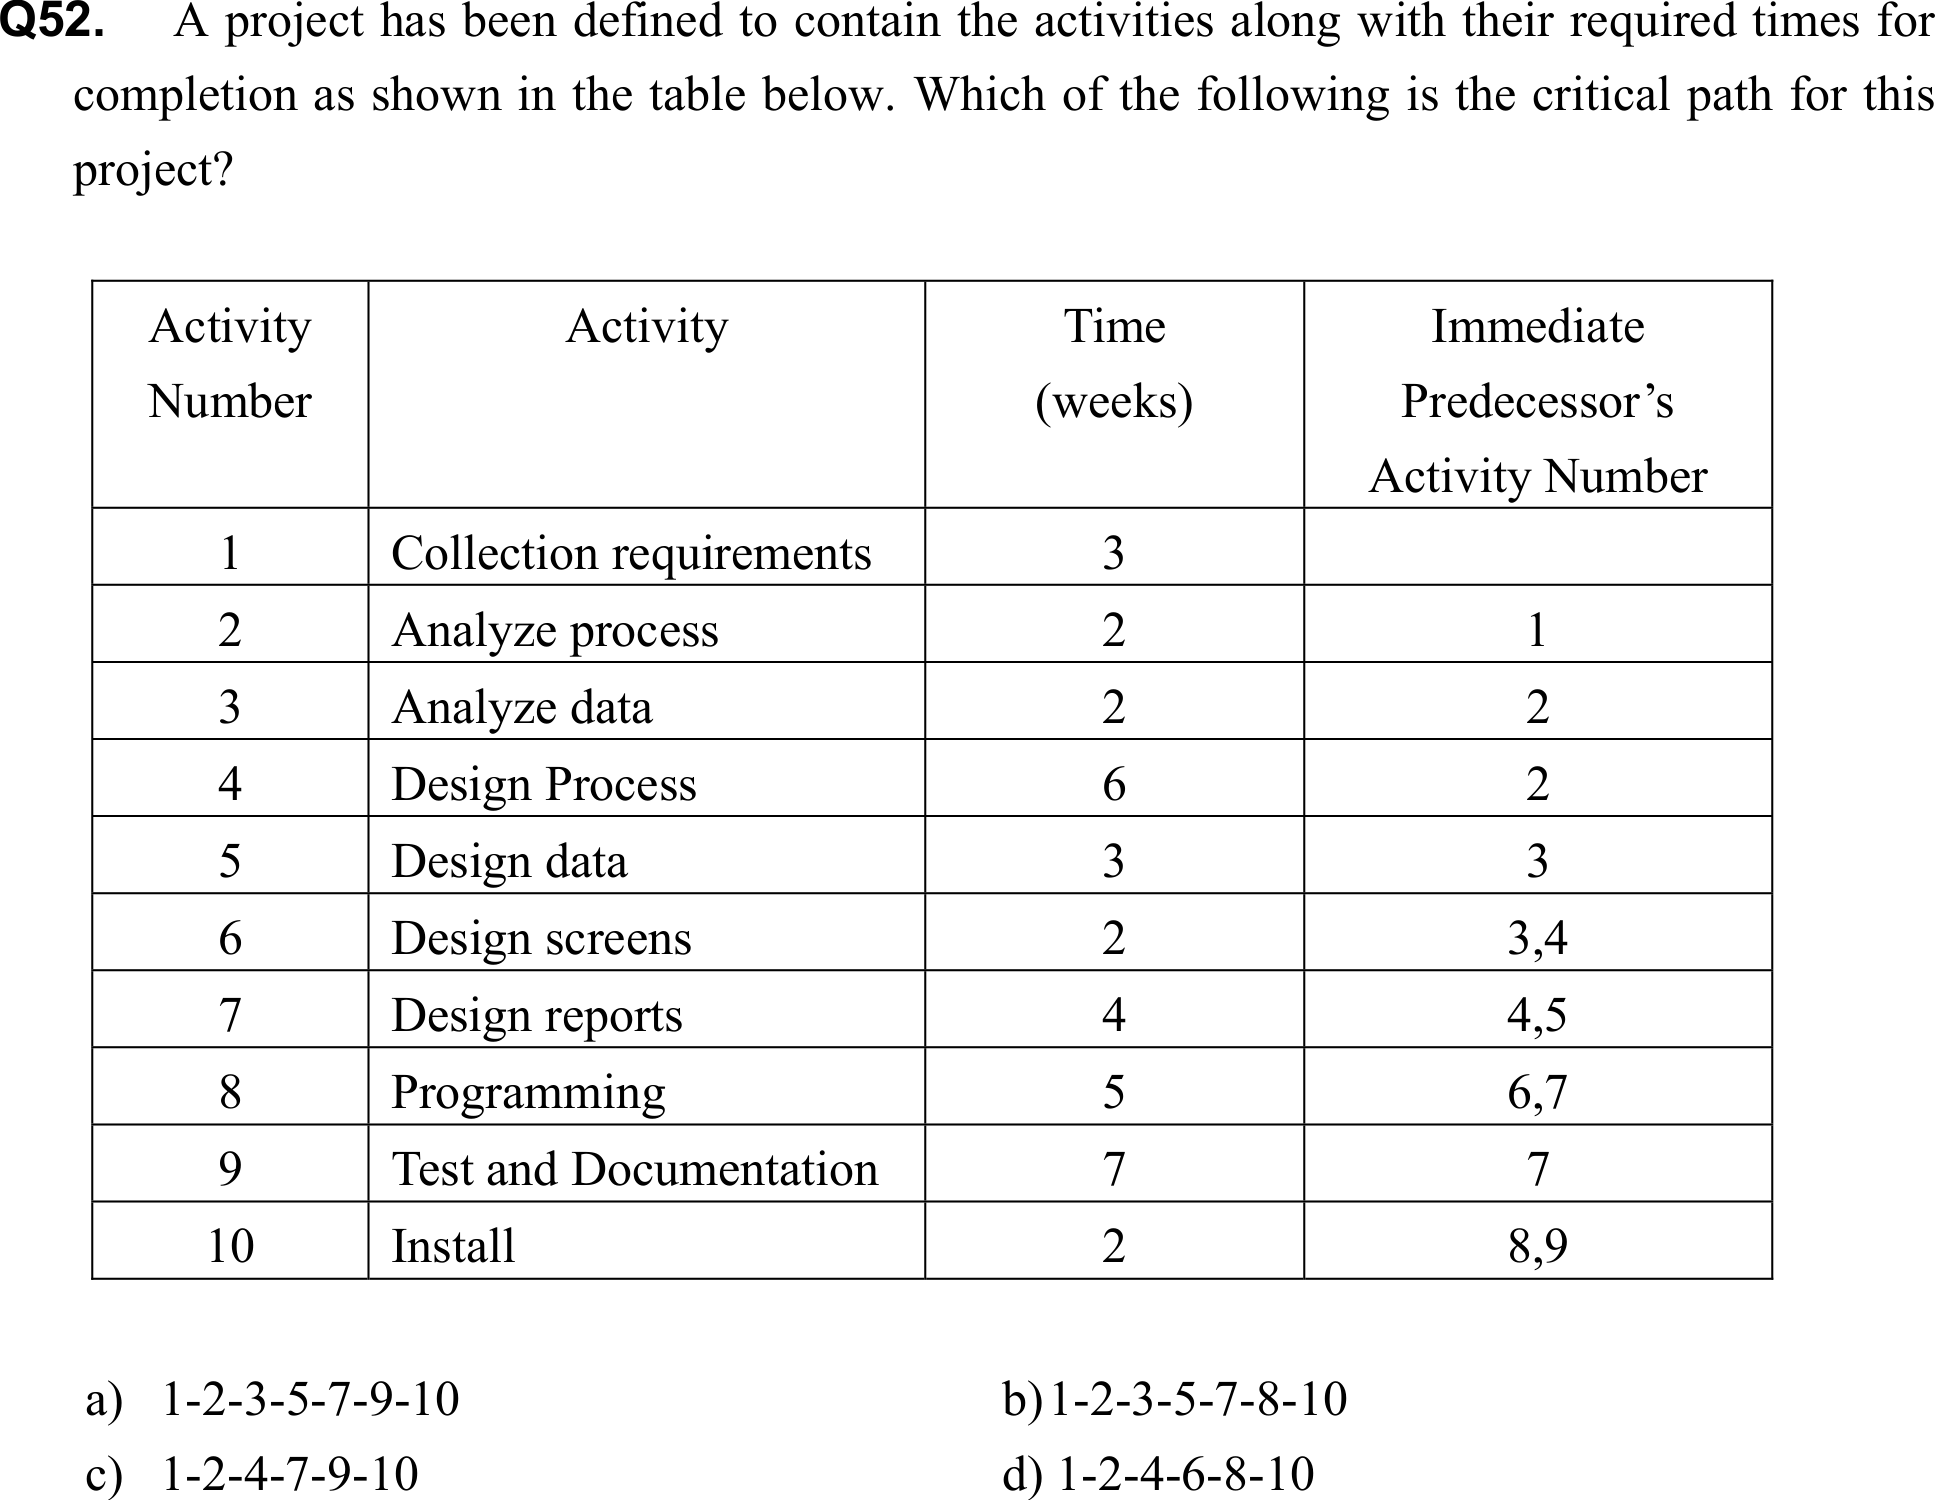 Q52. A project has been defined to contain the activities along with their required times for
completion as shown in the table below. Which of the following is the critical path for this
project?
Activity Number Activity Time (weeks) Immediate Predecessor’s Activity Number
1 Collection requirements 3
2 Analyze process 2 1
3 Analyze data 2 2
4 Design Process 6 2
5 Design data 3 3
6 Design screens 2 3,4
7 Design reports 4 4,5
8 Programming 5 6,7
9 Test and Documentation 7 7
10 Install 2 8,9
a) 1-2-3-5-7-9-10 b) 1-2-3-5-7-8-10
c) 1-2-4-7-9-10 d) 1-2-4-6-8-10